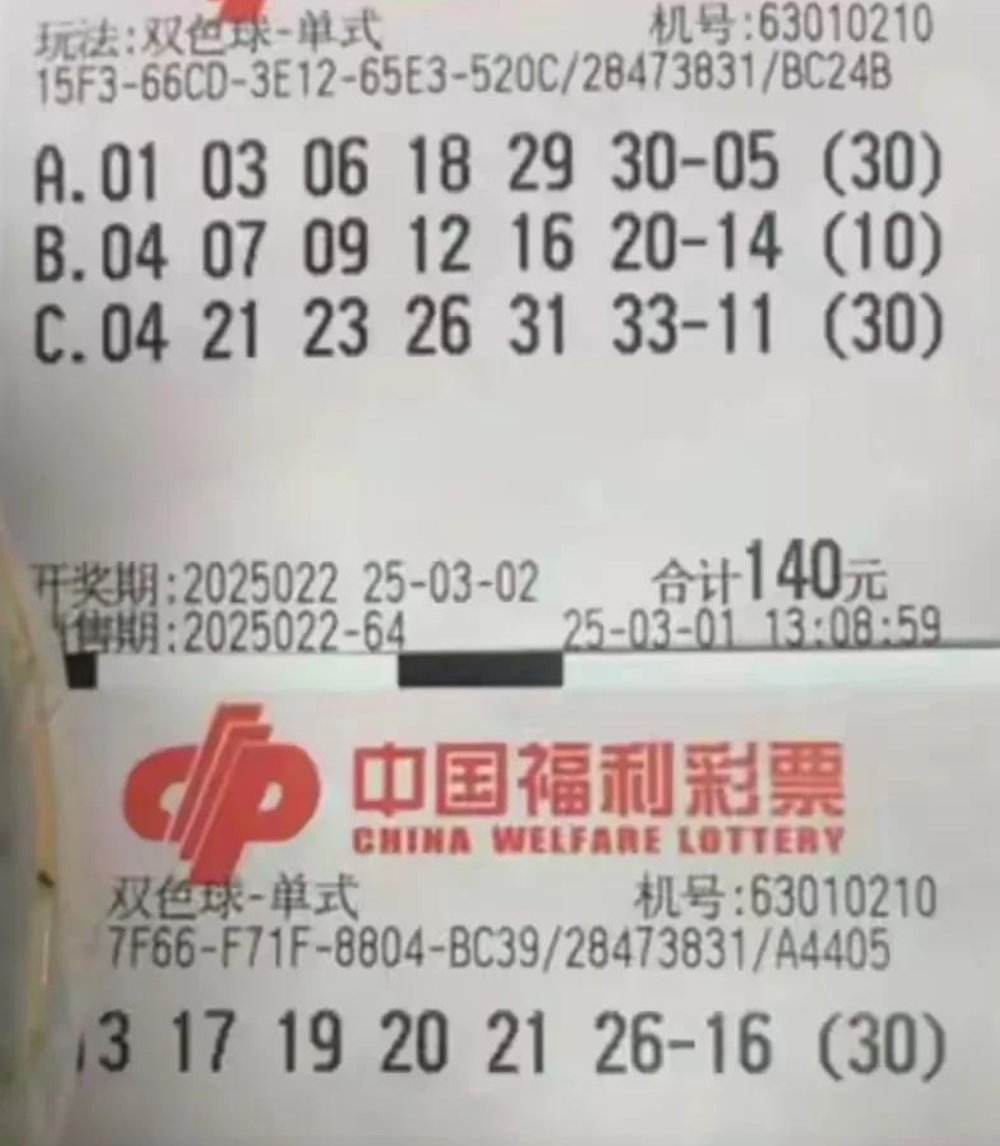 玩法:双色球-单式 机号:63010210
15F3-66CD-3E12-65E3-520C/28473831/BC24B
A.01 03 06 18 29 30-05 (30)
B.04 07 09 12 16 20-14 (10)
C.04 21 23 26 31 33-11 (30)
开奖期:2025022 25-03-02 合计140元
售期:2025022-64 25-03-01 13:08:59
中国福利彩票
CHINA WELFARE LOTTERY
双色球-单式 机号:63010210
7F66-F71F-8804-BC39/28473831/A4405
3 17 19 20 21 26-16 (30)